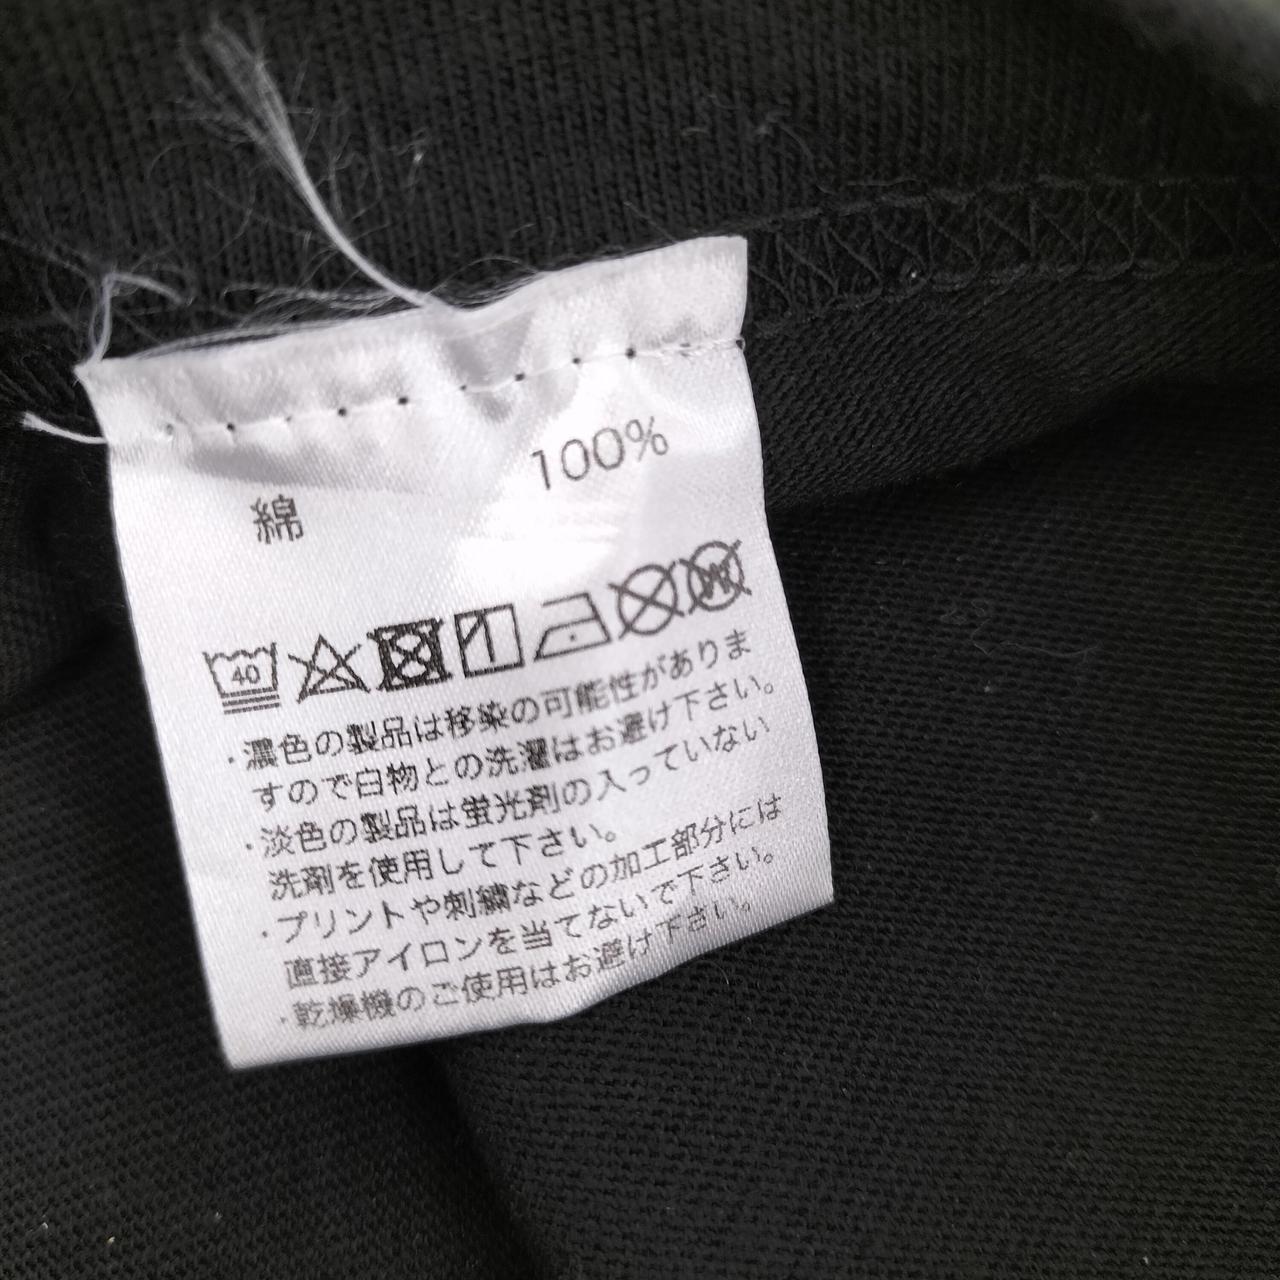 綿 100%
40
・濃色の製品は移染の可能性がありま
すので白物との洗濯はお避け下さい。
・淡色の製品は蛍光剤の入っていない
洗剤を使用して下さい。
・プリントや刺繍などの加工部分には
直接アイロンを当てないで下さい。
・乾燥機のご使用はお避け下さい。